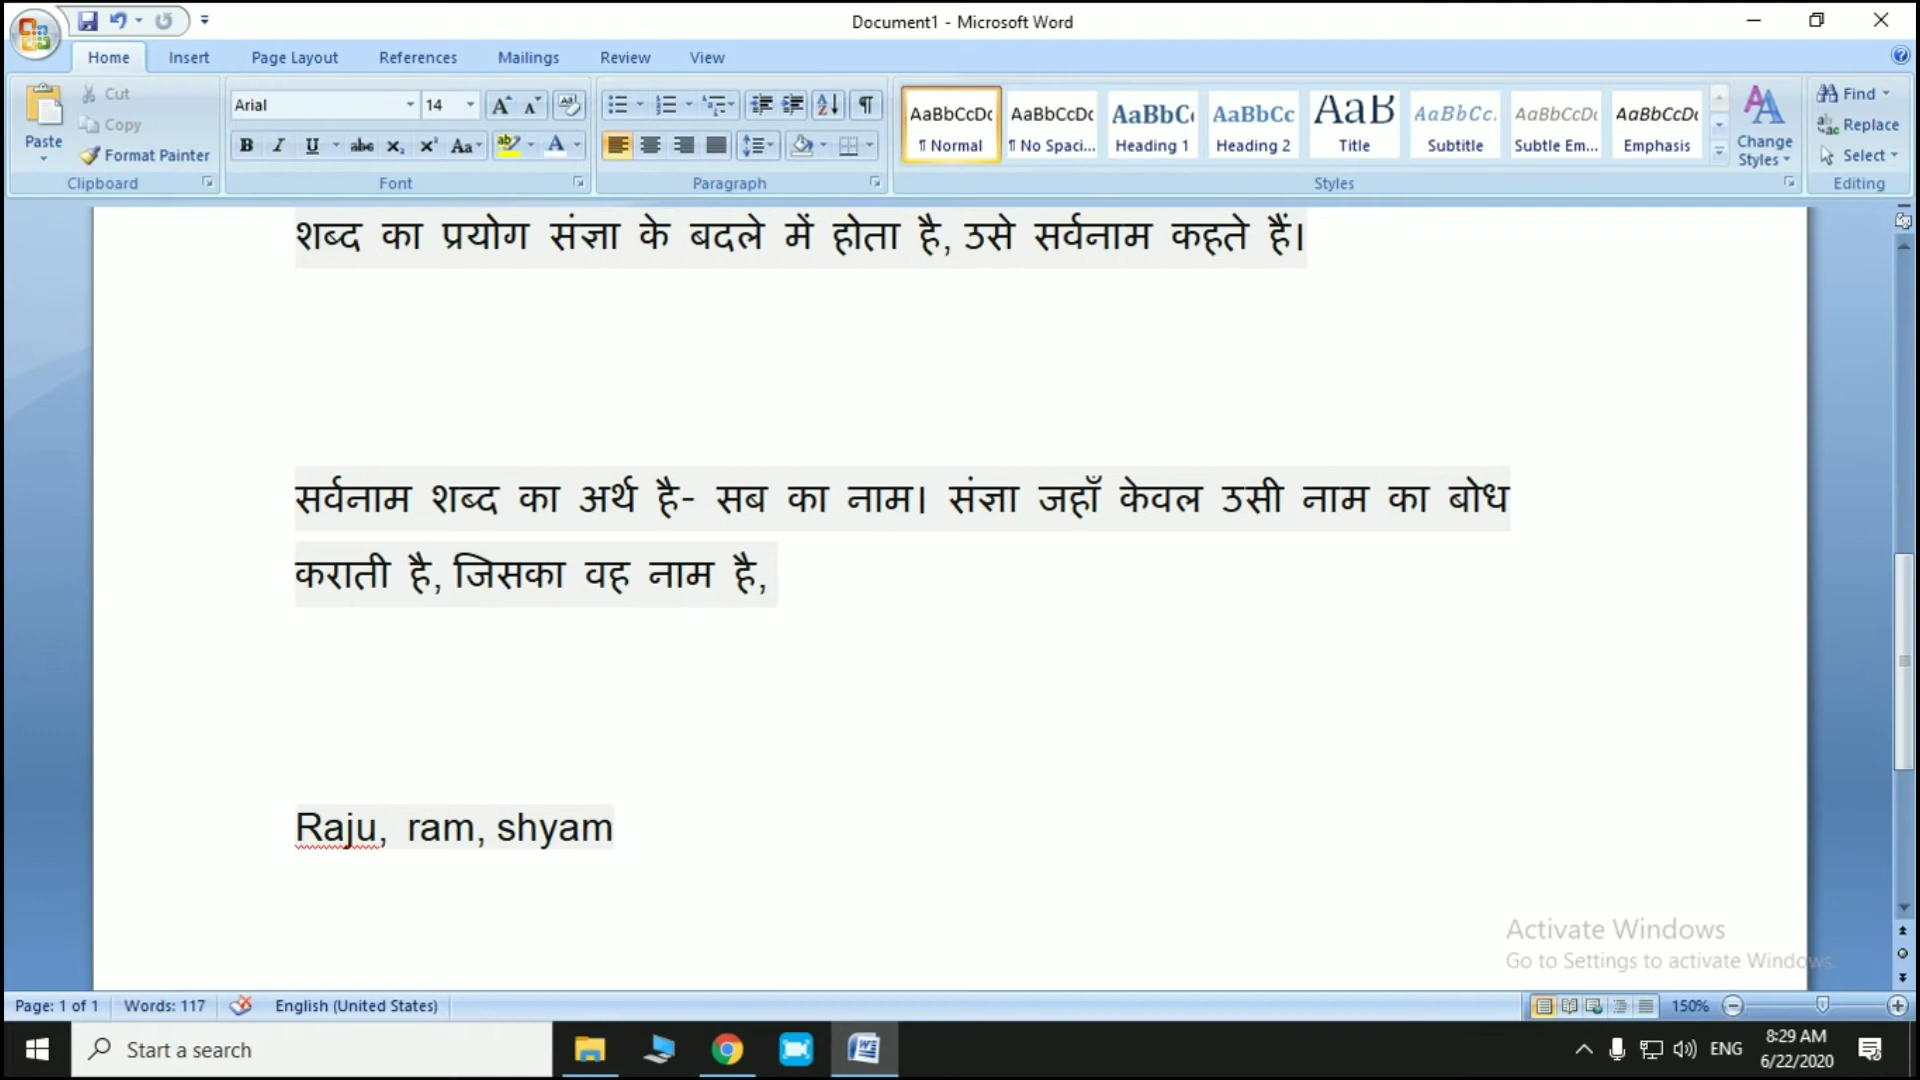 Document1 - Microsoft Word
Home Insert Page Layout References Mailings Review View
Paste
Cut
Copy
Format Painter
Clipboard
Arial 14
Font
Paragraph
AaBbCcDc AaBbCcDc AaBbC AaBbCc AaB AaBbCc. AaBbCcDc AaBbCcDc
¶ Normal ¶ No Spaci... Heading 1 Heading 2 Title Subtitle Subtle Em... Emphasis
Change Styles
Styles
Find
Replace
Select
Editing
शब्द का प्रयोग संज्ञा के बदले में होता है, उसे सर्वनाम कहते हैं।
सर्वनाम शब्द का अर्थ है- सब का नाम। संज्ञा जहाँ केवल उसी नाम का बोध
कराती है, जिसका वह नाम है,
Raju, ram, shyam
Activate Windows
Go to Settings to activate Windows.
Page: 1 of 1 Words: 117 English (United States) 150%
Start a search
ENG
8:29 AM
6/22/2020